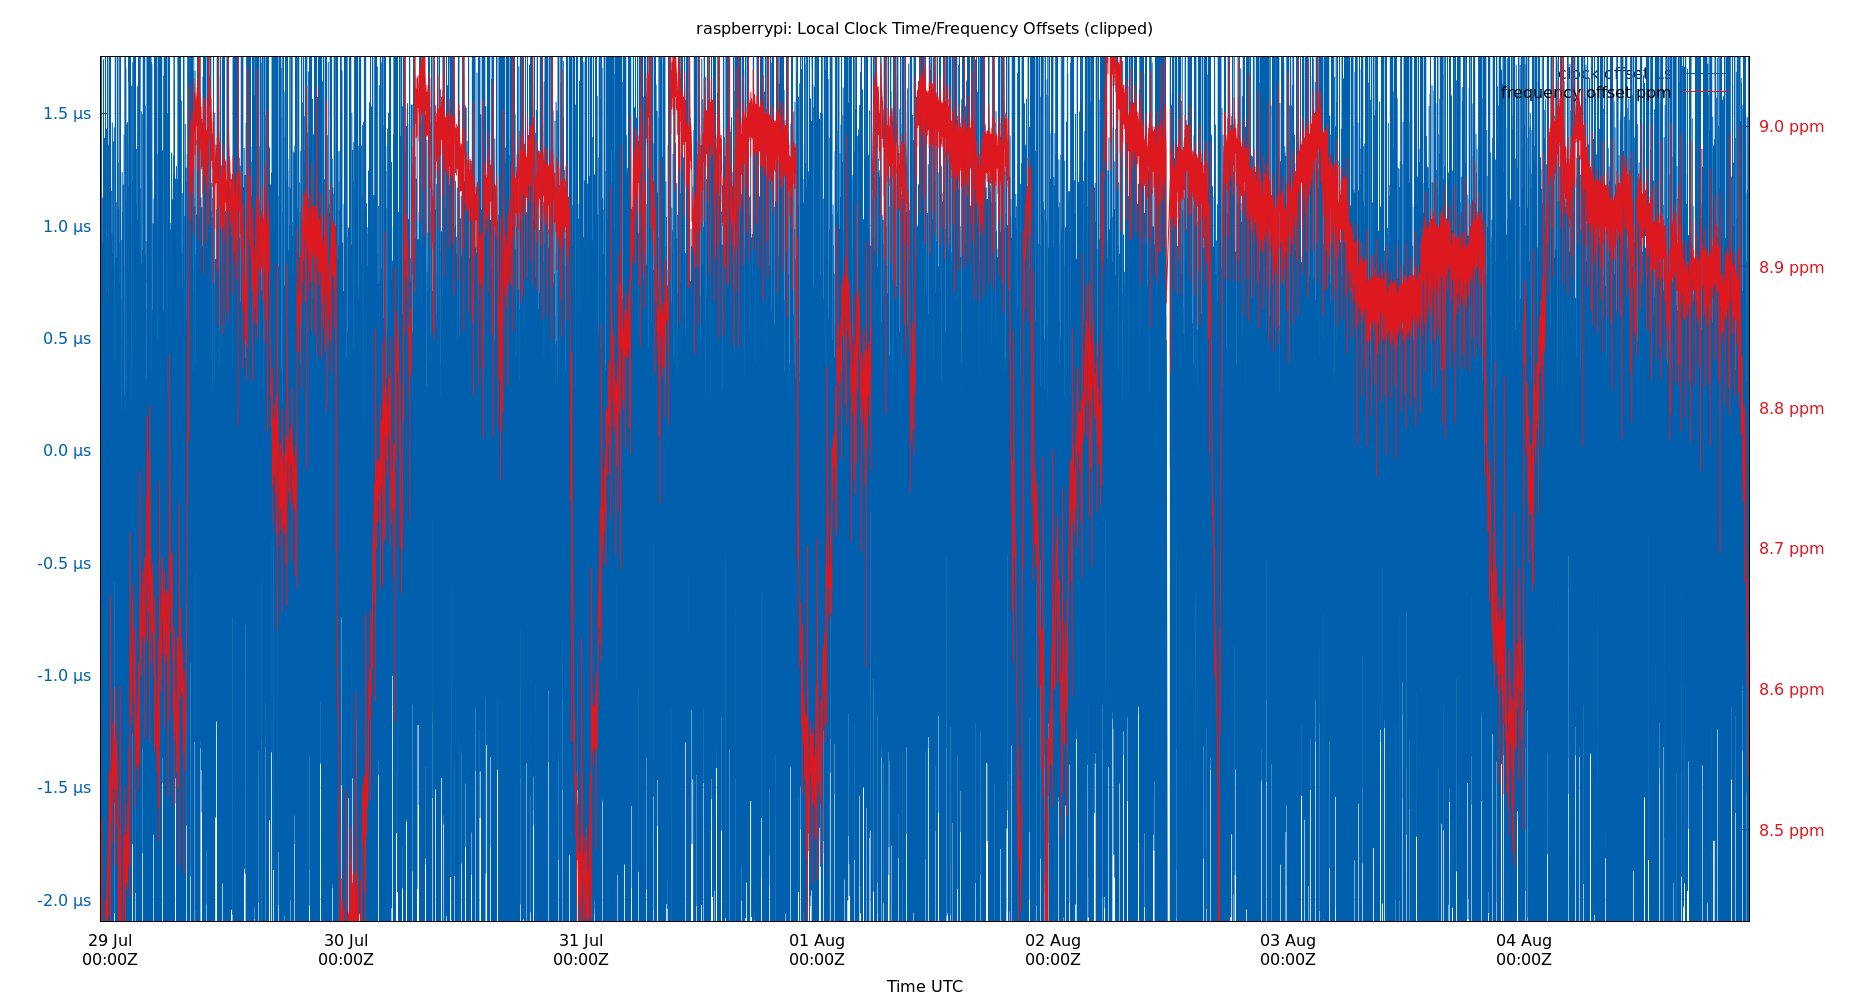 raspberrypi: Local Clock Time/Frequency Offsets (clipped)
clock offset s
frequency offset ppm
1.5 µs
1.0 µs
0.5 µs
0.0 µs
-0.5 µs
-1.0 µs
-1.5 µs
-2.0 µs
9.0 ppm
8.9 ppm
8.8 ppm
8.7 ppm
8.6 ppm
8.5 ppm
29 Jul
00:00Z
30 Jul
00:00Z
31 Jul
00:00Z
01 Aug
00:00Z
02 Aug
00:00Z
03 Aug
00:00Z
04 Aug
00:00Z
Time UTC